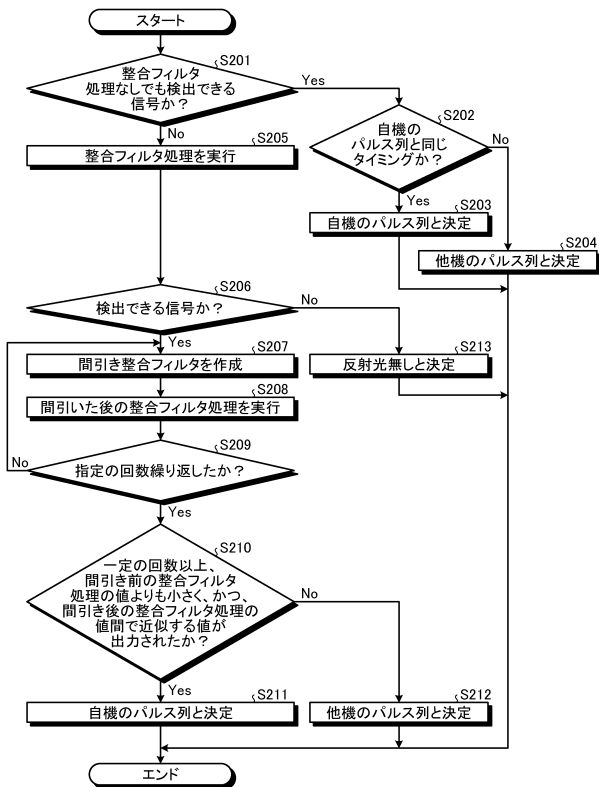 スタート
S201
整合フィルタ
処理なしでも検出できる
信号か？
Yes
No
S202
自機の
パルス列と同じ
タイミングか？
No
Yes
S205
整合フィルタ処理を実行
S203
自機のパルス列と決定
S204
他機のパルス列と決定
S206
検出できる信号か？
No
Yes
S207
間引き整合フィルタを作成
S213
反射光無しと決定
S208
間引いた後の整合フィルタ処理を実行
S209
指定の回数繰り返したか？
No
Yes
S210
一定の回数以上、
間引き前の整合フィルタ
処理の値よりも小さく、かつ、
間引き後の整合フィルタ処理の
値間で近似する値が
出力されたか？
No
Yes
S211
自機のパルス列と決定
S212
他機のパルス列と決定
エンド